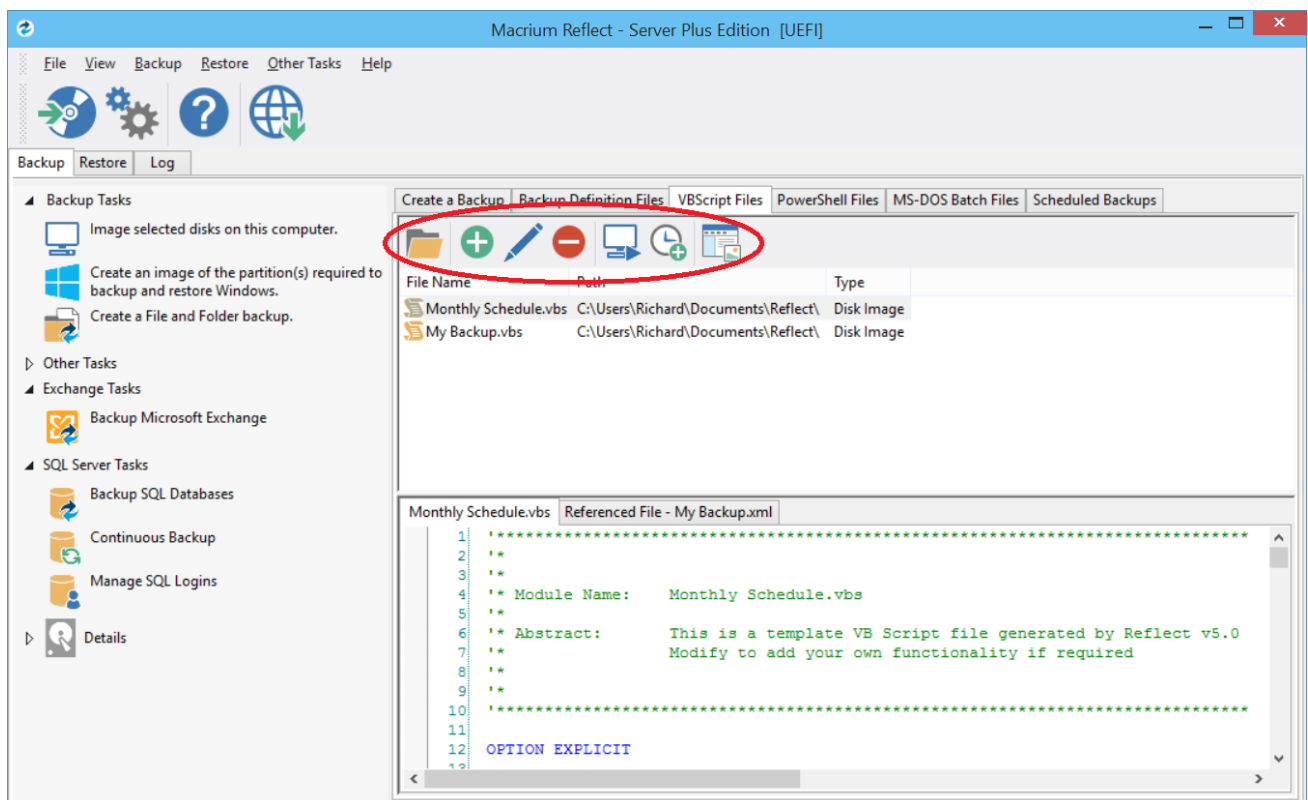 Macrium Reflect - Server Plus Edition [UEFI]
File View Backup Restore Other Tasks Help
Backup Restore Log
Backup Tasks
Image selected disks on this computer.
Create an image of the partition(s) required to
backup and restore Windows.
Create a File and Folder backup.
Other Tasks
Exchange Tasks
Backup Microsoft Exchange
SQL Server Tasks
Backup SQL Databases
Continuous Backup
Manage SQL Logins
Details
Create a Backup Backup Definition Files VBScript Files PowerShell Files MS-DOS Batch Files Scheduled Backups
File Name Path Type
Monthly Schedule.vbs C:\Users\Richard\Documents\Reflect\ Disk Image
My Backup.vbs C:\Users\Richard\Documents\Reflect\ Disk Image
Monthly Schedule.vbs Referenced File - My Backup.xml
1 '******************************************************************************
2 '*
3 '*
4 '* Module Name: Monthly Schedule.vbs
5 '*
6 '* Abstract: This is a template VB Script file generated by Reflect v5.0
7 '* Modify to add your own functionality if required
8 '*
9 '*
10 '******************************************************************************
11
12 OPTION EXPLICIT
13